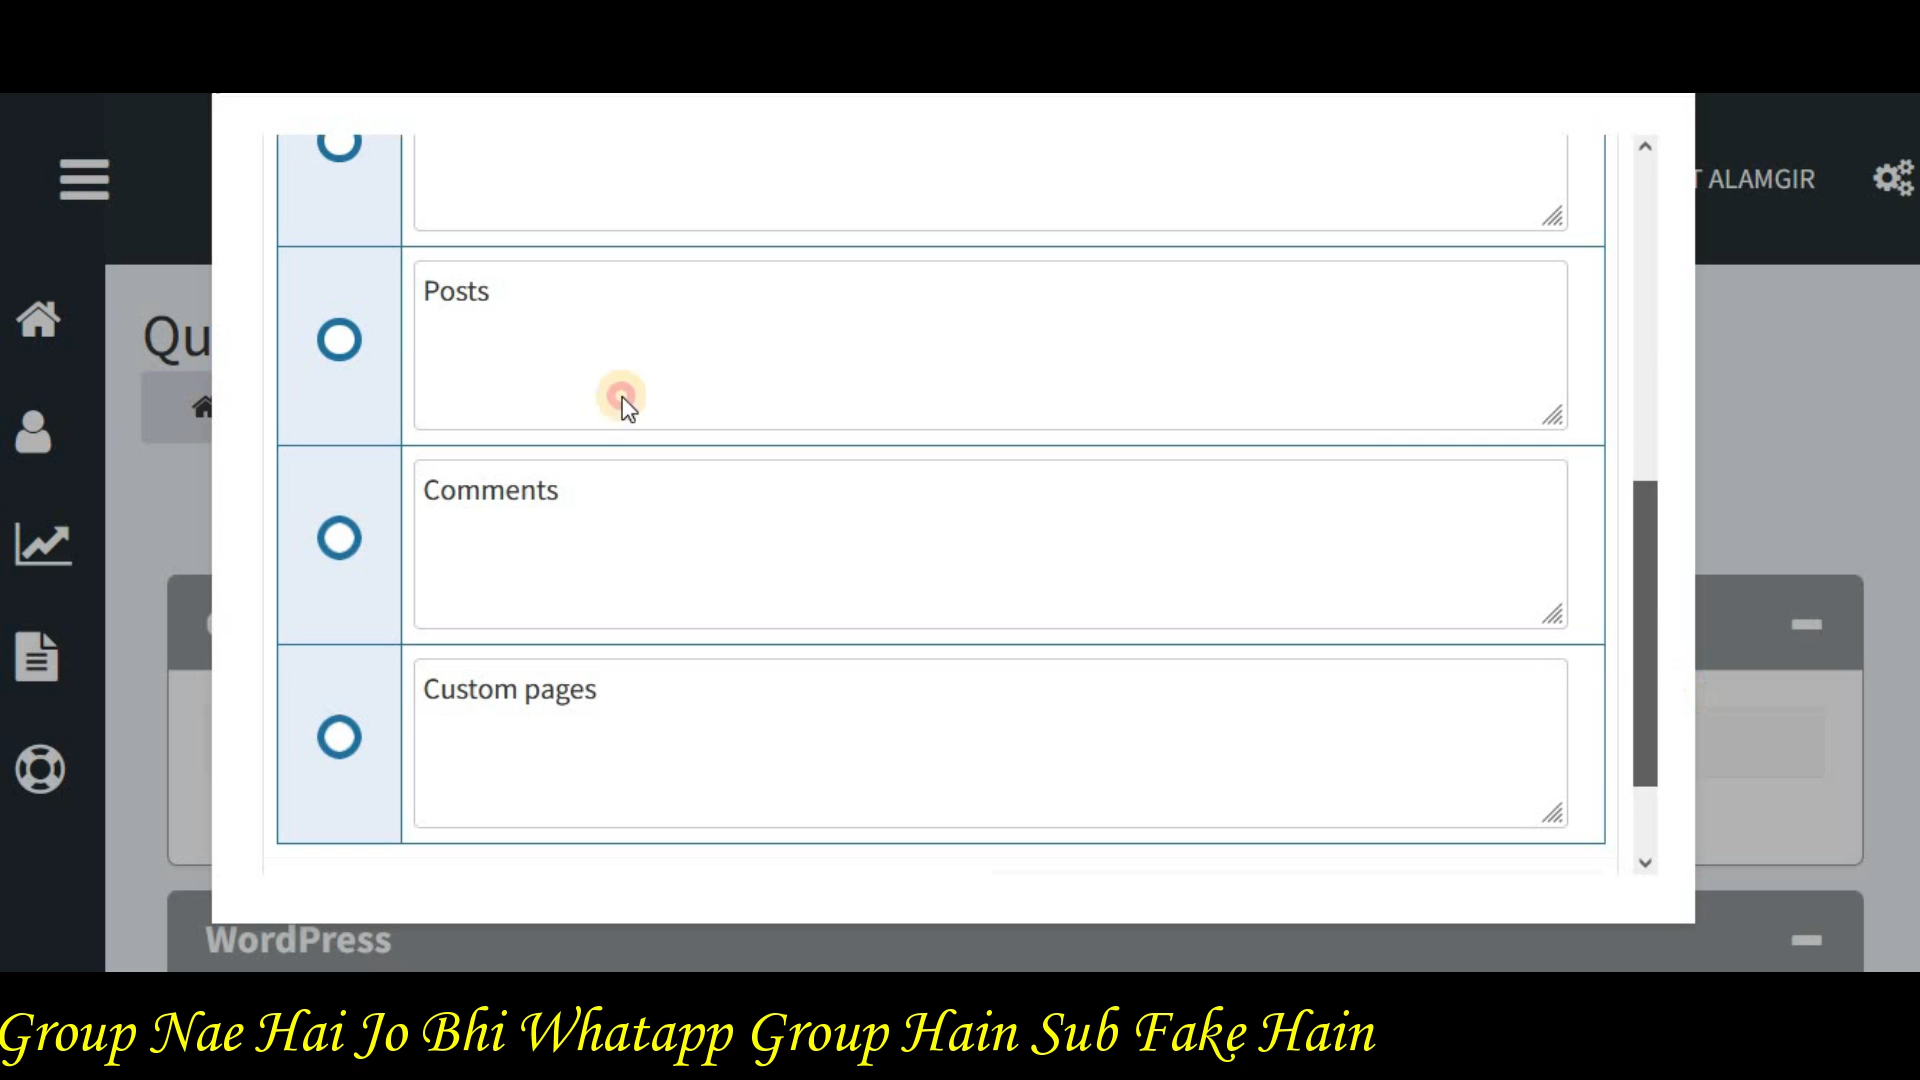 T ALAMGIR
Qu
Posts
Comments
Custom pages
WordPress
Group Nae Hai Jo Bhi Whatapp Group Hain Sub Fake Hain